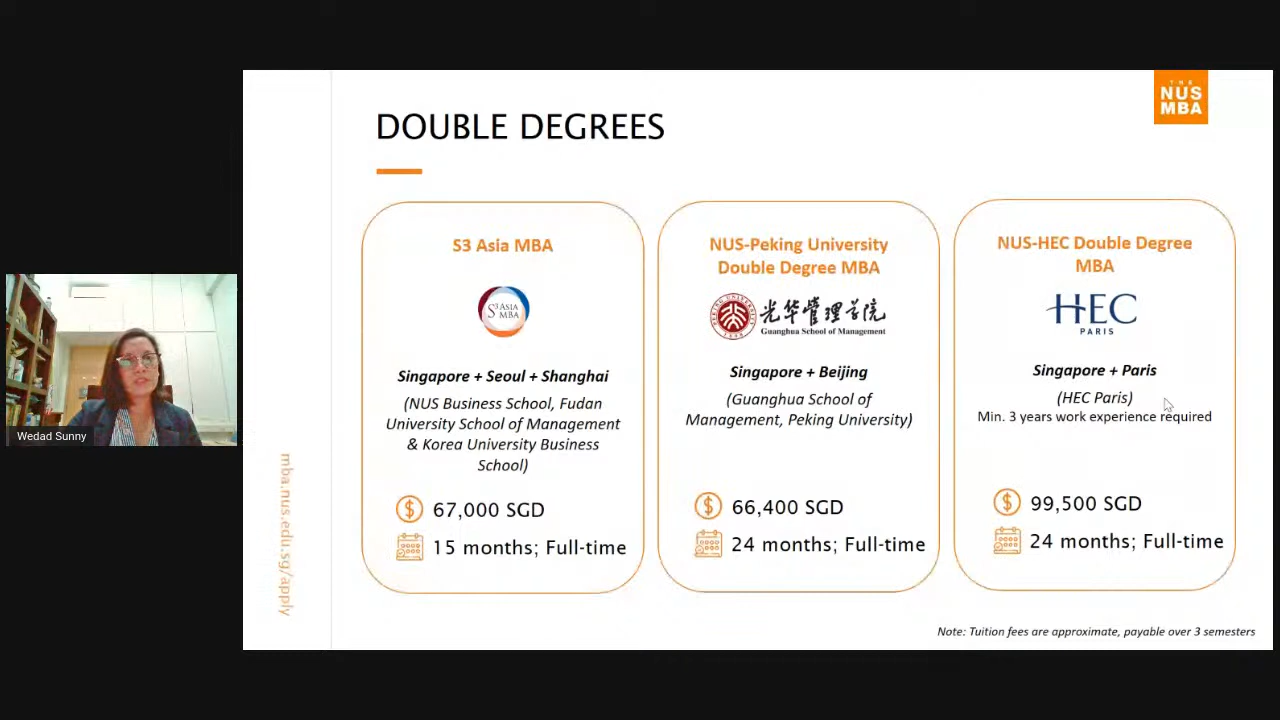 THE
NUS
MBA
DOUBLE DEGREES
S3 Asia MBA
S³ ASIA
MBA
Singapore + Seoul + Shanghai
(NUS Business School, Fudan
University School of Management
& Korea University Business
School)
67,000 SGD
15 months; Full-time
NUS-Peking University
Double Degree MBA
PEKING UNIVERSITY
1898
光华管理学院
Guanghua School of Management
Singapore + Beijing
(Guanghua School of
Management, Peking University)
66,400 SGD
24 months; Full-time
NUS-HEC Double Degree
MBA
HEC
PARIS
Singapore + Paris
(HEC Paris)
Min. 3 years work experience required
99,500 SGD
24 months; Full-time
Note: Tuition fees are approximate, payable over 3 semesters
mba.nus.edu.sg/apply
Wedad Sunny